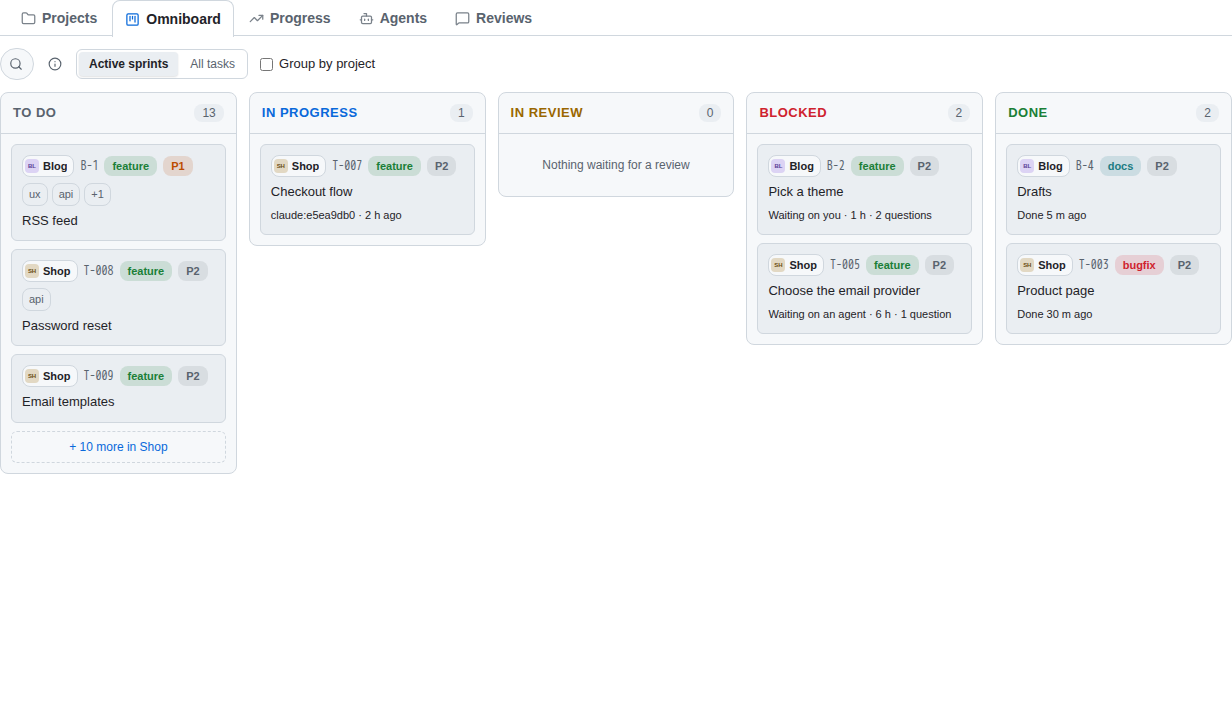 Projects Omniboard Progress Agents Reviews
Active sprints All tasks Group by project
TO DO 13
BL Blog B-1 feature P1
ux api +1
RSS feed
SH Shop T-008 feature P2
api
Password reset
SH Shop T-009 feature P2
Email templates
+ 10 more in Shop
IN PROGRESS 1
SH Shop T-007 feature P2
Checkout flow
claude:e5ea9db0 · 2 h ago
IN REVIEW 0
Nothing waiting for a review
BLOCKED 2
BL Blog B-2 feature P2
Pick a theme
Waiting on you · 1 h · 2 questions
SH Shop T-005 feature P2
Choose the email provider
Waiting on an agent · 6 h · 1 question
DONE 2
BL Blog B-4 docs P2
Drafts
Done 5 m ago
SH Shop T-003 bugfix P2
Product page
Done 30 m ago